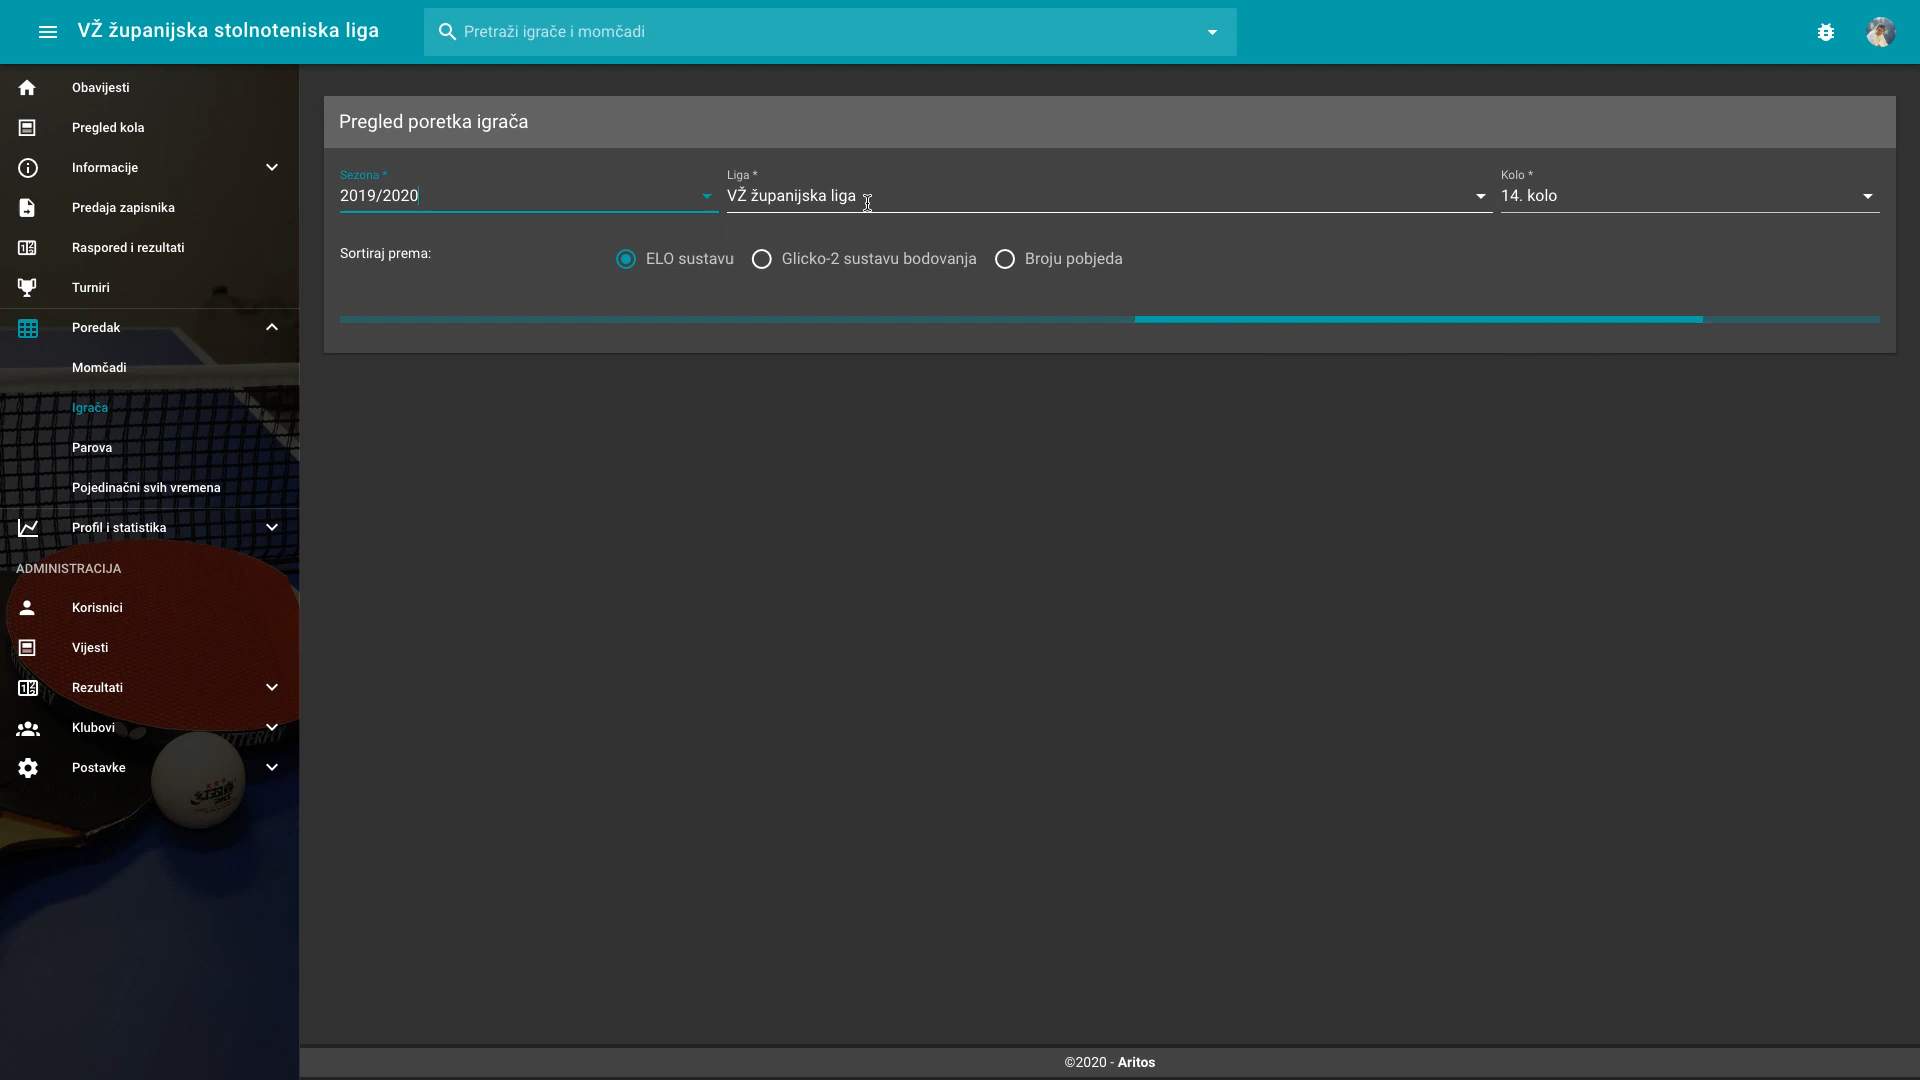 VŽ županijska stolnoteniska liga
Pretraži igrače i momčadi
Obavijesti
Pregled kola
Informacije
Predaja zapisnika
Raspored i rezultati
Turniri
Poredak
Momčadi
Igrača
Parova
Pojedinačni svih vremena
Profil i statistika
ADMINISTRACIJA
Korisnici
Vijesti
Rezultati
Klubovi
BUTTERFLY
Postavke
Pregled poretka igrača
Sezona *
2019/2020
Liga *
VŽ županijska liga
Kolo *
14. kolo
Sortiraj prema:
ELO sustavu
Glicko-2 sustavu bodovanja
Broju pobjeda
©2020 - Aritos